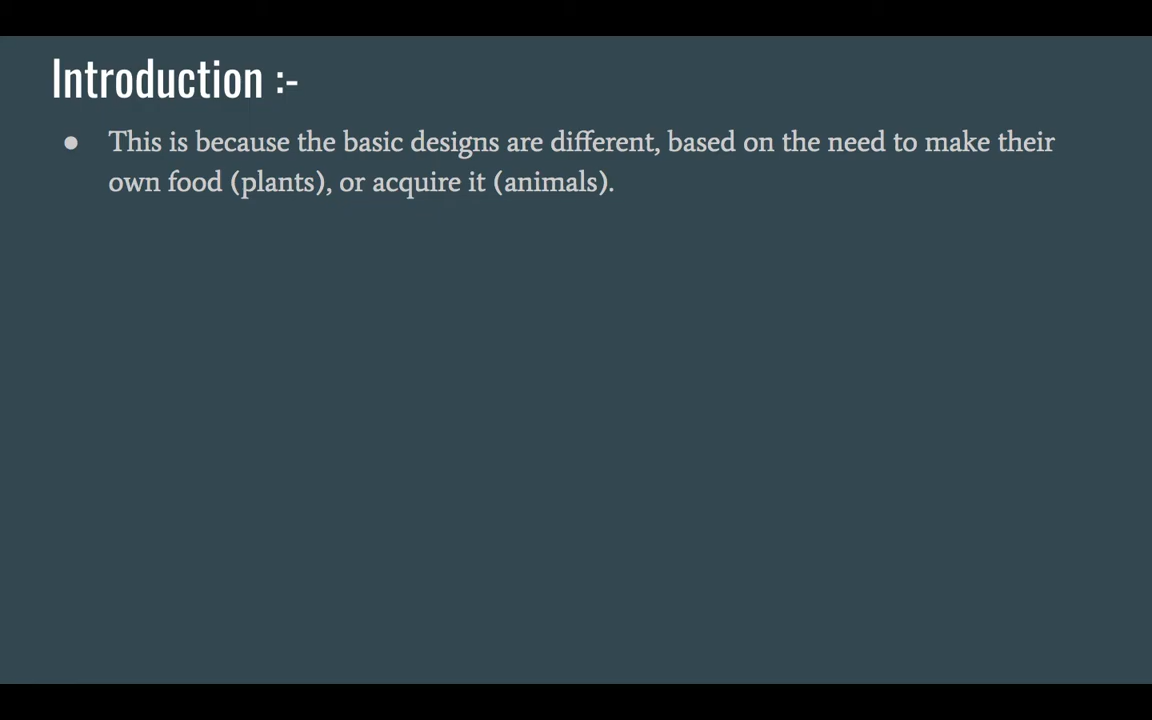 Introduction :-
● This is because the basic designs are different, based on the need to make their
own food (plants), or acquire it (animals).